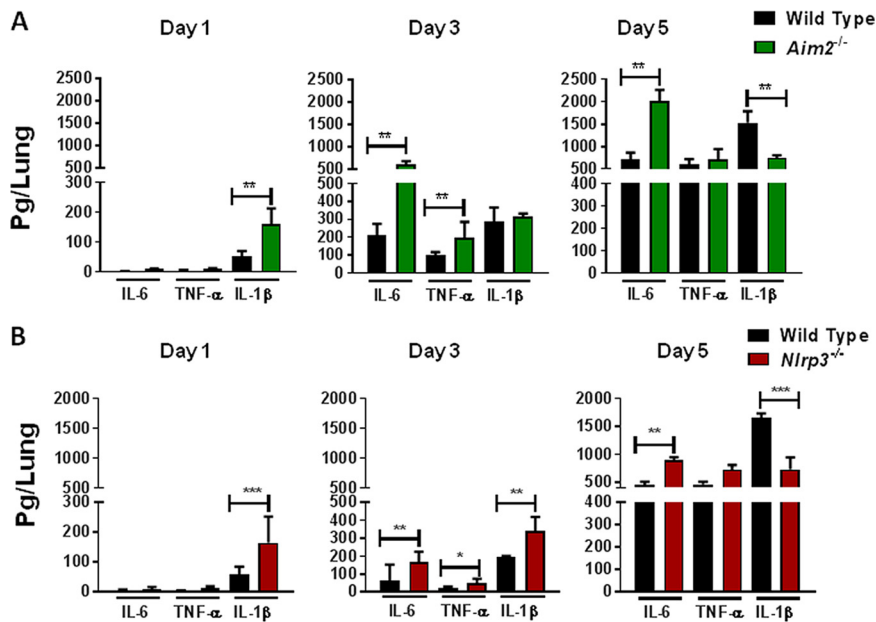 A
Day 1
Day 3
Day 5
Wild Type
Aim2-/-
Pg/Lung
2500
2000
1500
1000
500
300
200
100
0
**
IL-6
TNF-α
IL-1β
2500
2000
1500
1000
500
400
300
200
100
0
**
**
IL-6
TNF-α
IL-1β
2500
2000
1500
1000
500
400
300
200
100
0
**
**
IL-6
TNF-α
IL-1β
B
Day 1
Day 3
Day 5
Wild Type
Nlrp3-/-
Pg/Lung
2000
1500
1000
500
300
200
100
0
***
IL-6
TNF-α
IL-1β
2000
1500
1000
500
400
300
200
100
0
**
*
**
IL-6
TNF-α
IL-1β
2000
1500
1000
500
400
300
200
100
0
**
***
IL-6
TNF-α
IL-1β